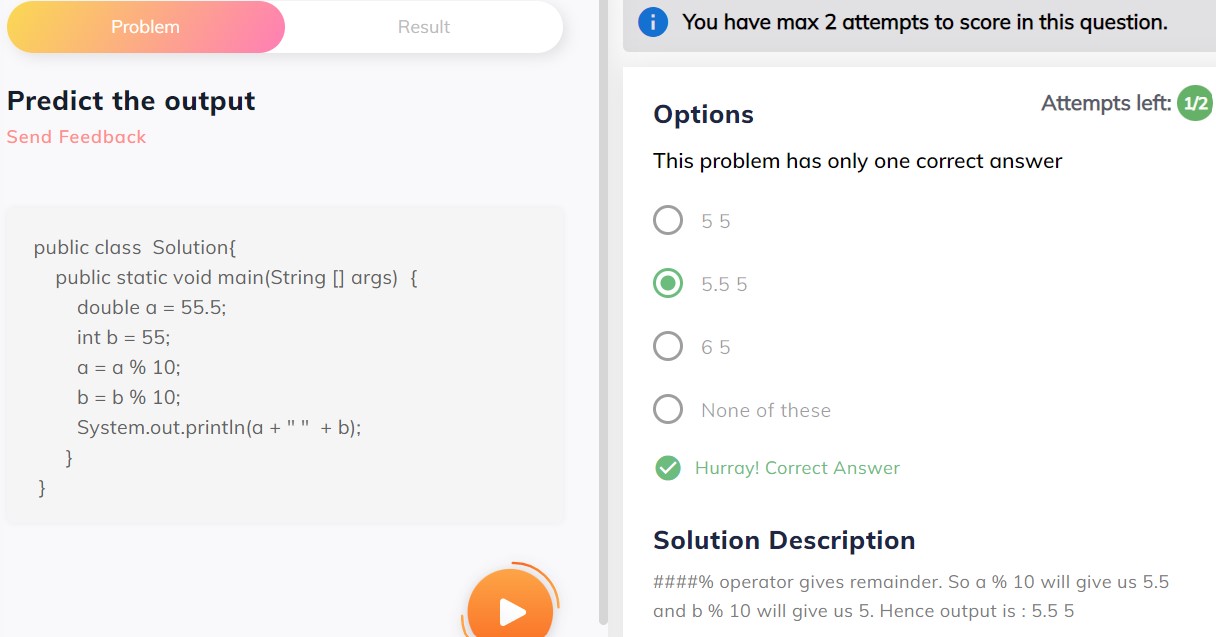 Problem
Result
Predict the output
Send Feedback
public class  Solution{
    public static void main(String [] args)  {
        double a = 55.5;
        int b = 55;
        a = a % 10;
        b = b % 10;
        System.out.println(a + " "  + b);
      }
 }
i
You have max 2 attempts to score in this question.
Options
Attempts left: 1/2
This problem has only one correct answer
5 5
5.5 5
6 5
None of these
Hurray! Correct Answer
Solution Description
####% operator gives remainder. So a % 10 will give us 5.5
and b % 10 will give us 5. Hence output is : 5.5 5